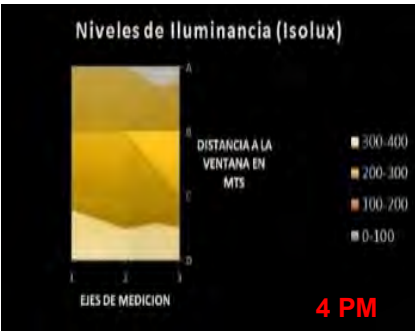 Niveles de Iluminancia (Isolux)
A
B
C
D
DISTANCIA A LA
VENTANA EN
MTS
300-400
200-300
100-200
0-100
1
2
3
EJES DE MEDICION
4 PM